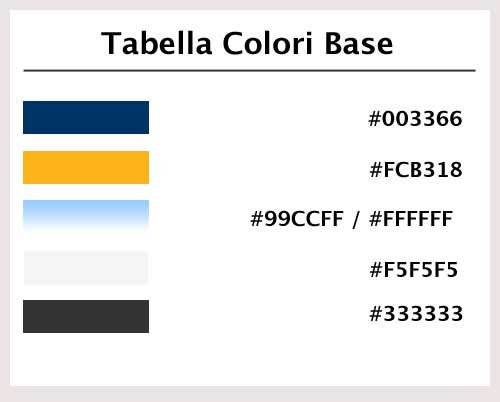 Tabella Colori Base
#003366
#FCB318
#99CCFF / #FFFFFF
#F5F5F5
#333333